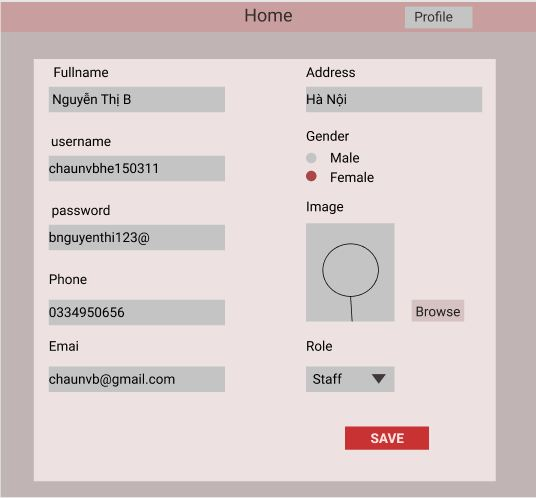 Home
Profile
Fullname
Nguyễn Thị B
username
chaunvbhe150311
password
bnguyenthi123@
Phone
0334950656
Emai
chaunvb@gmail.com
Address
Hà Nội
Gender
Male
Female
Image
Browse
Role
Staff
SAVE